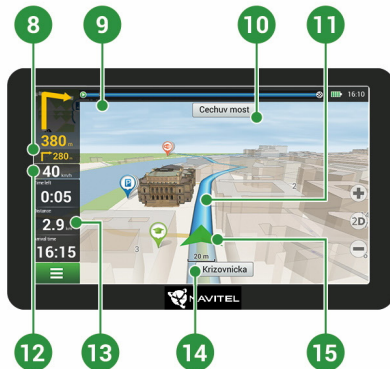 8
9
10
11
16:10
Cechuv most
380 m
280 m
40 km/h
time left
0:05
distance
2.9
2
2D
3
arrival time
16:15
20 m
Krizovnicka
NAVITEL
12
13
14
15